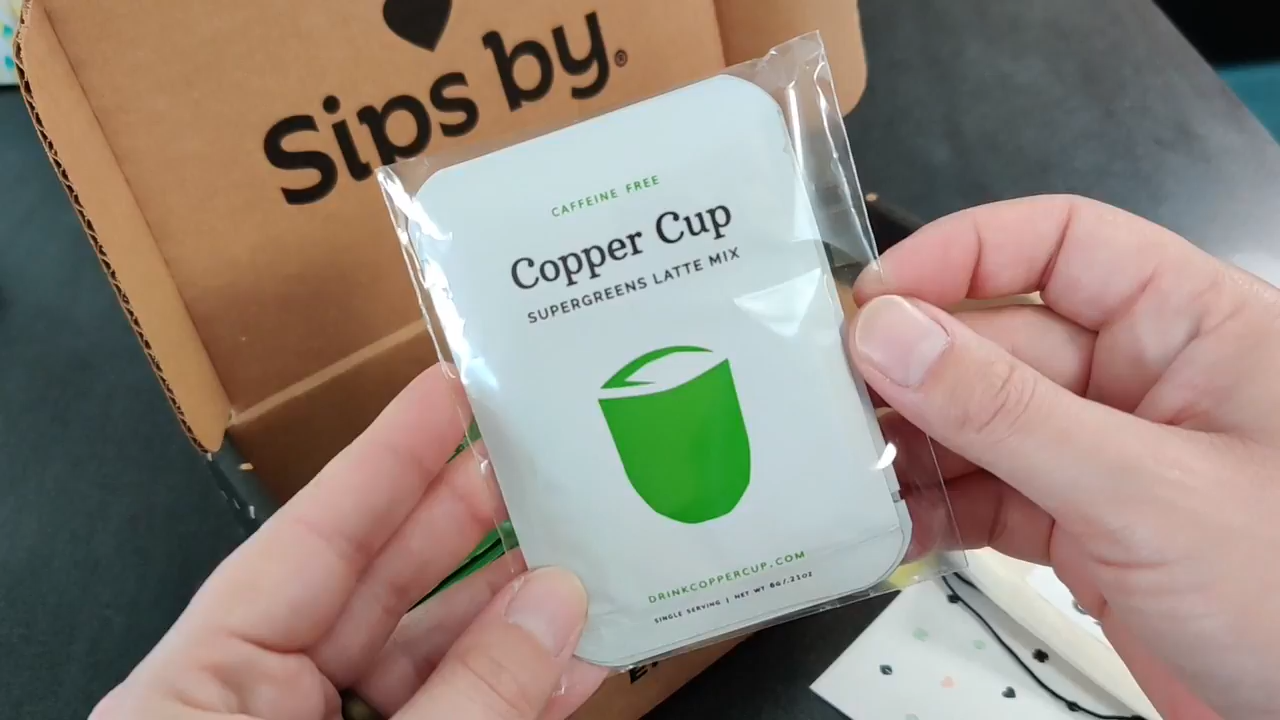 Sips by®
CAFFEINE FREE
Copper Cup
SUPERGREENS LATTE MIX
DRINKCOPPERCUP.COM
SINGLE SERVING | NET WT 6G/.21OZ